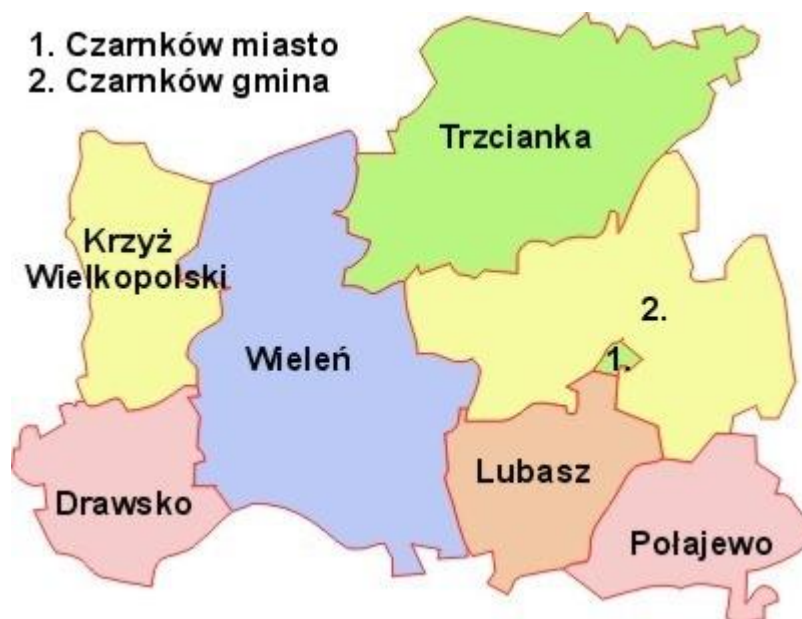 1. Czarnków miasto
2. Czarnków gmina
Trzcianka
Krzyż
Wielkopolski
2.
1.
Wieleń
Lubasz
Drawsko
Połajewo